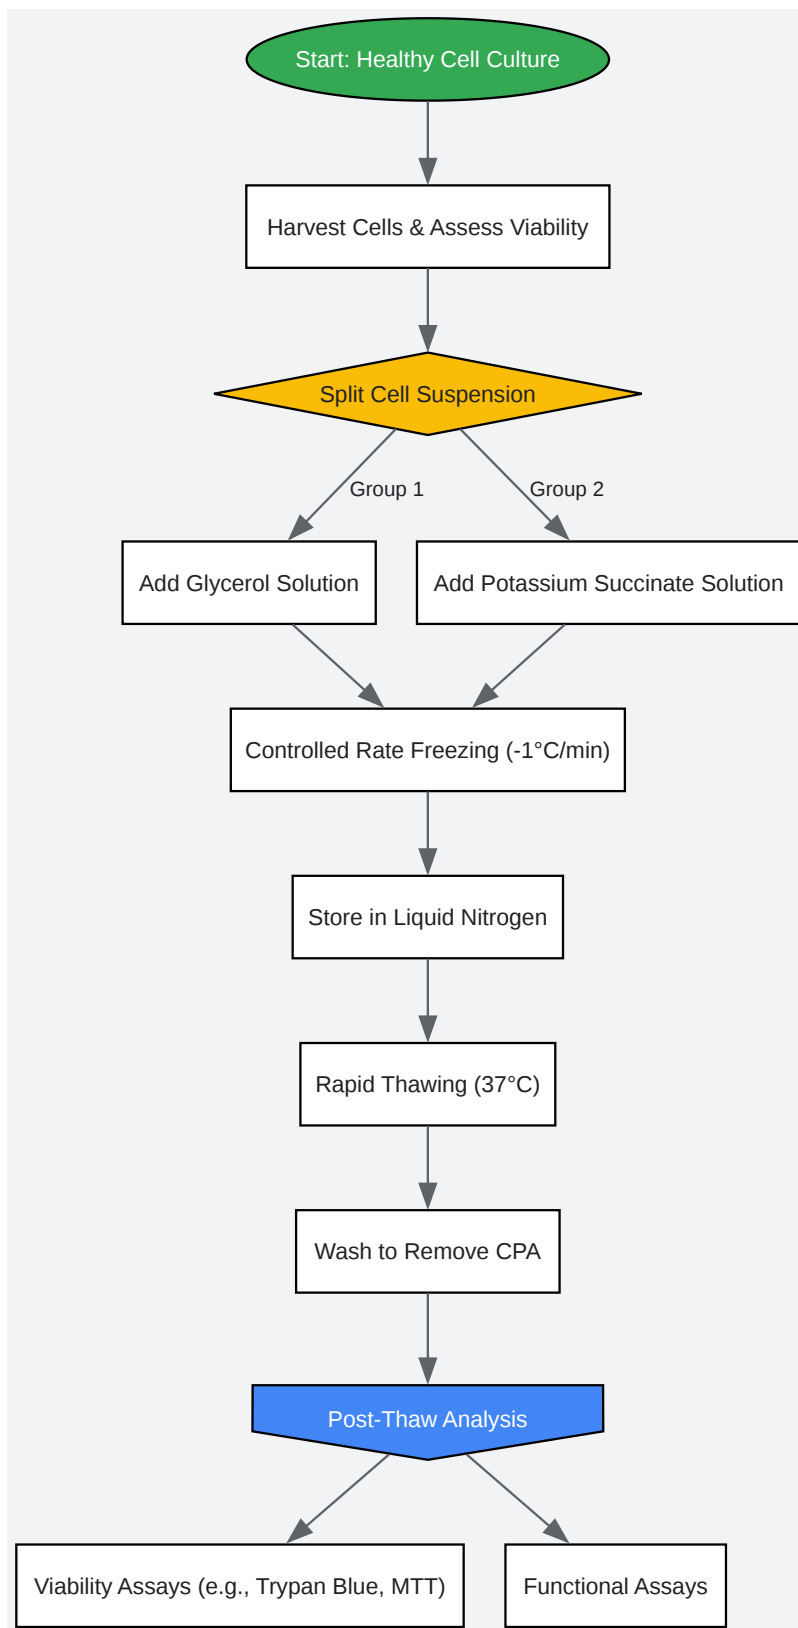 Start: Healthy Cell Culture
Harvest Cells & Assess Viability
Split Cell Suspension
Group 1
Group 2
Add Glycerol Solution
Add Potassium Succinate Solution
Controlled Rate Freezing (-1°C/min)
Store in Liquid Nitrogen
Rapid Thawing (37°C)
Wash to Remove CPA
Post-Thaw Analysis
Viability Assays (e.g., Trypan Blue, MTT)
Functional Assays